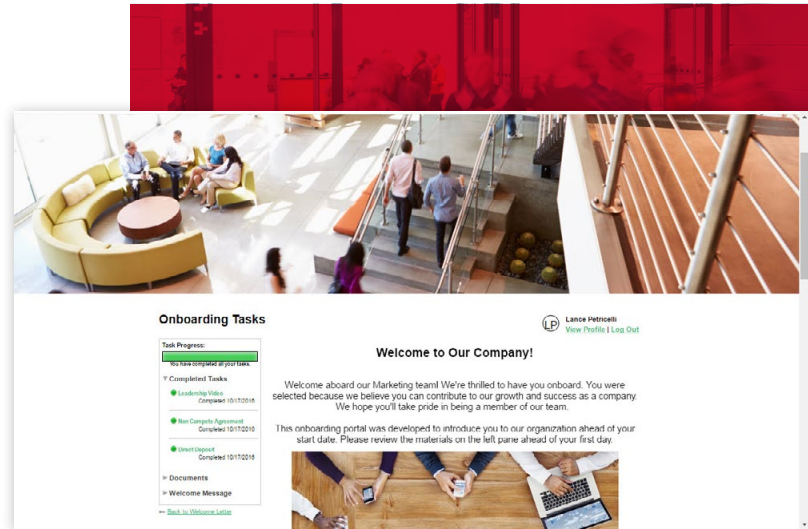 Onboarding Tasks
LP
Lance Petricelli
View Profile | Log Out
Task Progress:
You have completed all your tasks.
Completed Tasks
Leadership Video
Completed 10/17/2016
Non Compete Agreement
Completed 10/17/2016
Direct Deposit
Completed 10/17/2016
Documents
Welcome Message
← Back to Welcome Letter
Welcome to Our Company!
Welcome aboard our Marketing team! We're thrilled to have you onboard. You were
selected because we believe you can contribute to our growth and success as a company.
We hope you'll take pride in being a member of our team.
This onboarding portal was developed to introduce you to our organization ahead of your
start date. Please review the materials on the left pane ahead of your first day.